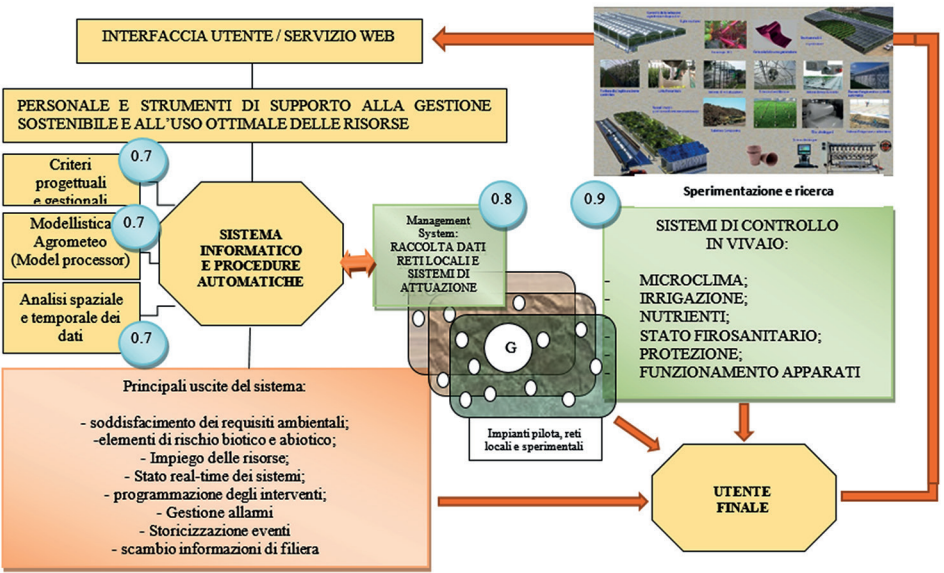 INTERFACCIA UTENTE / SERVIZIO WEB
PERSONALE E STRUMENTI DI SUPPORTO ALLA GESTIONE
SOSTENIBILE E ALL'USO OTTIMALE DELLE RISORSE
0.7
Criteri
progettuali
e gestionali
0.7
Modellistica
Agrometeo
(Model processor)
Analisi spaziale
e temporale dei
dati
0.7
SISTEMA
INFORMATICO
E PROCEDURE
AUTOMATICHE
0.8
Management
System:
RACCOLTA DATI
RETI LOCALI E
SISTEMI DI
ATTUAZIONE
G
Impianti pilota, reti
locali e sperimentali
Sperimentazione e ricerca
0.9
SISTEMI DI CONTROLLO
IN VIVAIO:
- MICROCLIMA;
- IRRIGAZIONE;
- NUTRIENTI;
- STATO FIROSANITARIO;
- PROTEZIONE;
- FUNZIONAMENTO APPARATI
Principali uscite del sistema:
- soddisfacimento dei requisiti ambientali;
-elementi di rischio biotico e abiotico;
- Impiego delle risorse;
- Stato real-time dei sistemi;
- programmazione degli interventi;
- Gestione allarmi
- Storicizzazione eventi
- scambio informazioni di filiera
UTENTE
FINALE